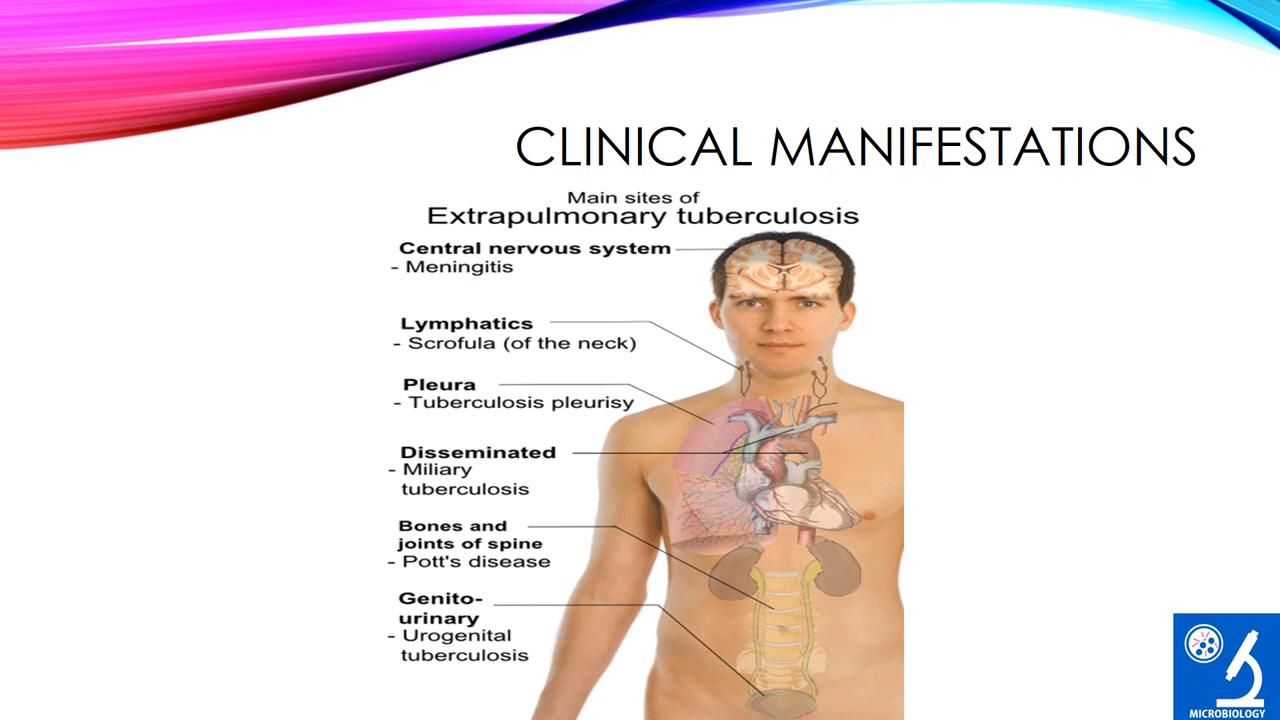 CLINICAL MANIFESTATIONS
Main sites of
Extrapulmonary tuberculosis
Central nervous system
- Meningitis
Lymphatics
- Scrofula (of the neck)
Pleura
- Tuberculosis pleurisy
Disseminated
- Miliary
tuberculosis
Bones and
joints of spine
- Pott's disease
Genito-
urinary
- Urogenital
tuberculosis
MICROBIOLOGY